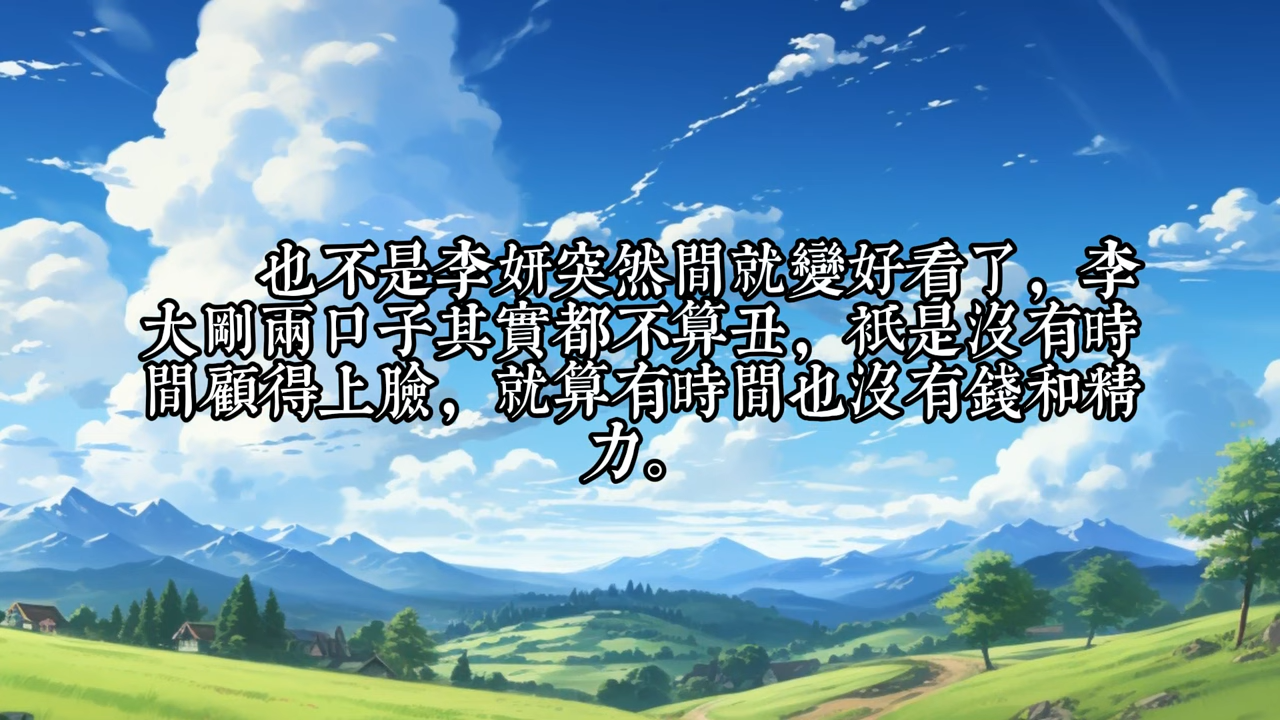 也不是李妍突然間就變好看了，李
大剛兩口子其實都不算丑，祇是沒有時
間顧得上臉，就算有時間也沒有錢和精
力。